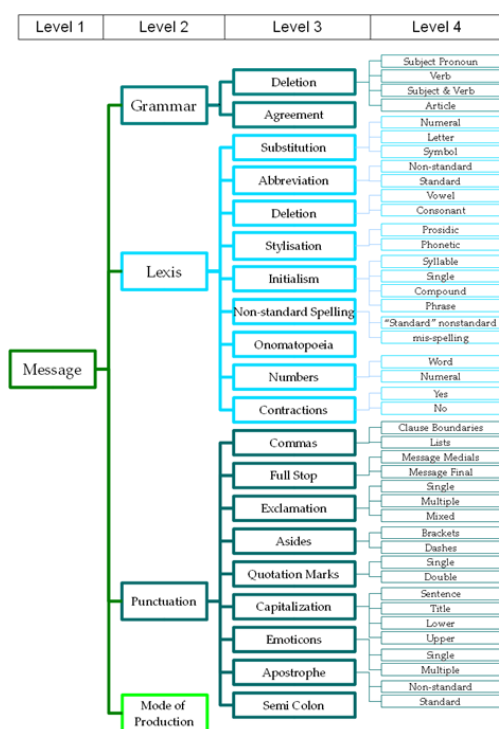 Level 1
Level 2
Level 3
Level 4
Message
Grammar
Deletion
Subject Pronoun
Verb
Subject & Verb
Article
Agreement
Lexis
Substitution
Numeral
Letter
Symbol
Abbreviation
Non-standard
Standard
Deletion
Vowel
Consonant
Stylisation
Prosidic
Phonetic
Initialism
Syllable
Single
Compound
Phrase
Non-standard Spelling
"Standard" nonstandard
mis-spelling
Onomatopoeia
Numbers
Word
Numeral
Contractions
Yes
No
Punctuation
Commas
Clause Boundaries
Lists
Full Stop
Message Medials
Message Final
Exclamation
Single
Multiple
Mixed
Asides
Brackets
Dashes
Quotation Marks
Single
Double
Capitalization
Sentence
Title
Lower
Upper
Emoticons
Single
Multiple
Apostrophe
Non-standard
Standard
Semi Colon
Mode of
Production